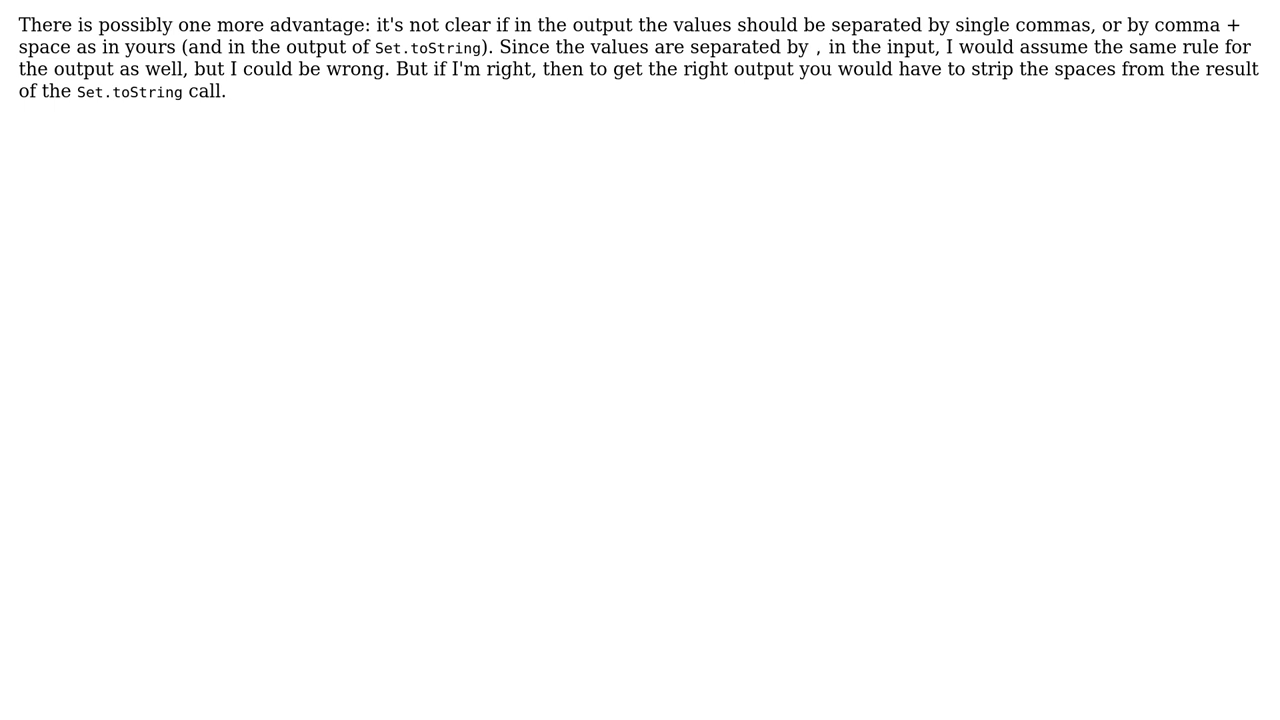 There is possibly one more advantage: it's not clear if in the output the values should be separated by single commas, or by comma +
space as in yours (and in the output of Set.toString). Since the values are separated by , in the input, I would assume the same rule for
the output as well, but I could be wrong. But if I'm right, then to get the right output you would have to strip the spaces from the result
of the Set.toString call.